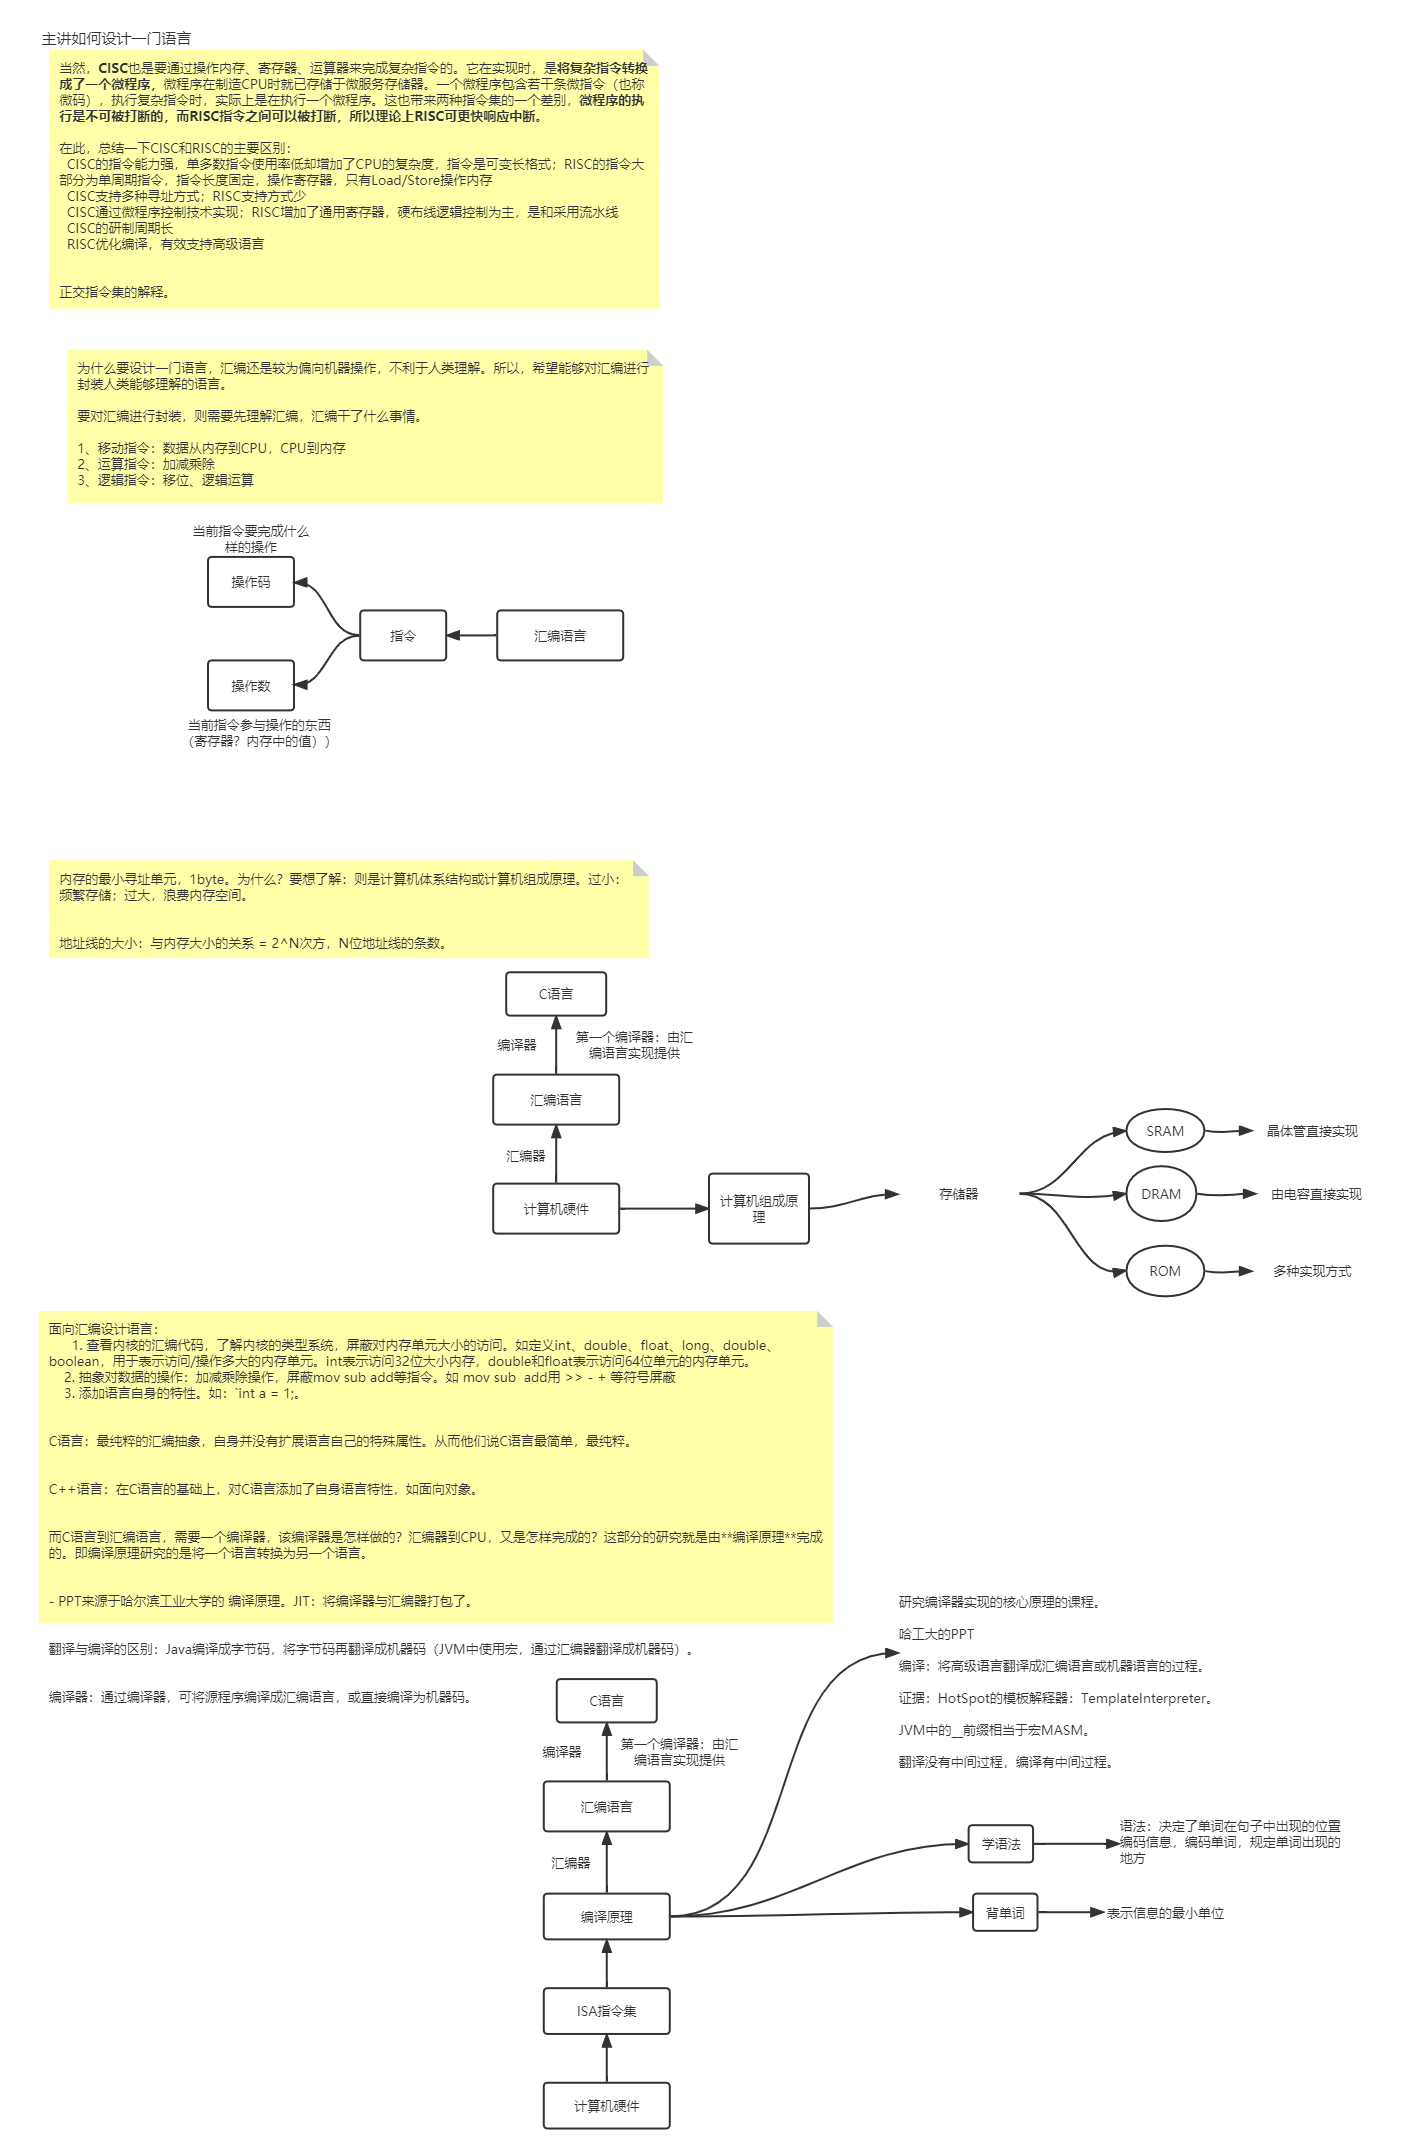 主讲如何设计一门语言
当然，CISC也是要通过操作内存、寄存器、运算器来完成复杂指令的。它在实现时，是将复杂指令转换
成了一个微程序，微程序在制造CPU时就已存储于微服务存储器。一个微程序包含若干条微指令（也称
微码），执行复杂指令时，实际上是在执行一个微程序。这也带来两种指令集的一个差别，微程序的执
行是不可被打断的，而RISC指令之间可以被打断，所以理论上RISC可更快响应中断。
在此，总结一下CISC和RISC的主要区别：
CISC的指令能力强，单多数指令使用率低却增加了CPU的复杂度，指令是可变长格式；RISC的指令大
部分为单周期指令，指令长度固定，操作寄存器，只有Load/Store操作内存
CISC支持多种寻址方式；RISC支持方式少
CISC通过微程序控制技术实现；RISC增加了通用寄存器，硬布线逻辑控制为主，是和采用流水线
CISC的研制周期长
RISC优化编译，有效支持高级语言
正交指令集的解释。
为什么要设计一门语言，汇编还是较为偏向机器操作，不利于人类理解。所以，希望能够对汇编进行
封装人类能够理解的语言。
要对汇编进行封装，则需要先理解汇编，汇编干了什么事情。
1、移动指令：数据从内存到CPU，CPU到内存
2、运算指令：加减乘除
3、逻辑指令：移位、逻辑运算
当前指令要完成什么
样的操作
操作码
指令
汇编语言
操作数
当前指令参与操作的东西
（寄存器？内存中的值））
内存的最小寻址单元，1byte。为什么？要想了解：则是计算机体系结构或计算机组成原理。过小：
频繁存储；过大，浪费内存空间。
地址线的大小：与内存大小的关系 = 2^N次方，N位地址线的条数。
C语言
编译器
第一个编译器：由汇
编语言实现提供
汇编语言
汇编器
计算机硬件
计算机组成原
理
存储器
SRAM
晶体管直接实现
DRAM
由电容直接实现
ROM
多种实现方式
面向汇编设计语言：
1. 查看内核的汇编代码，了解内核的类型系统，屏蔽对内存单元大小的访问。如定义int、double、float、long、double、
boolean，用于表示访问/操作多大的内存单元。int表示访问32位大小内存，double和float表示访问64位单元的内存单元。
2. 抽象对数据的操作：加减乘除操作，屏蔽mov sub add等指令。如 mov sub  add用 >> - + 等符号屏蔽
3. 添加语言自身的特性。如：`int a = 1;。
C语言：最纯粹的汇编抽象，自身并没有扩展语言自己的特殊属性。从而他们说C语言最简单，最纯粹。
C++语言：在C语言的基础上，对C语言添加了自身语言特性，如面向对象。
而C语言到汇编语言，需要一个编译器，该编译器是怎样做的？汇编器到CPU，又是怎样完成的？这部分的研究就是由**编译原理**完成
的。即编译原理研究的是将一个语言转换为另一个语言。
- PPT来源于哈尔滨工业大学的 编译原理。JIT：将编译器与汇编器打包了。
翻译与编译的区别：Java编译成字节码，将字节码再翻译成机器码（JVM中使用宏，通过汇编器翻译成机器码）。
编译器：通过编译器，可将源程序编译成汇编语言，或直接编译为机器码。
研究编译器实现的核心原理的课程。
哈工大的PPT
编译：将高级语言翻译成汇编语言或机器语言的过程。
证据：HotSpot的模板解释器：TemplateInterpreter。
JVM中的__前缀相当于宏MASM。
翻译没有中间过程，编译有中间过程。
C语言
编译器
第一个编译器：由汇
编语言实现提供
汇编语言
汇编器
编译原理
学语法
语法：决定了单词在句子中出现的位置
编码信息，编码单词，规定单词出现的
地方
背单词
表示信息的最小单位
ISA指令集
计算机硬件